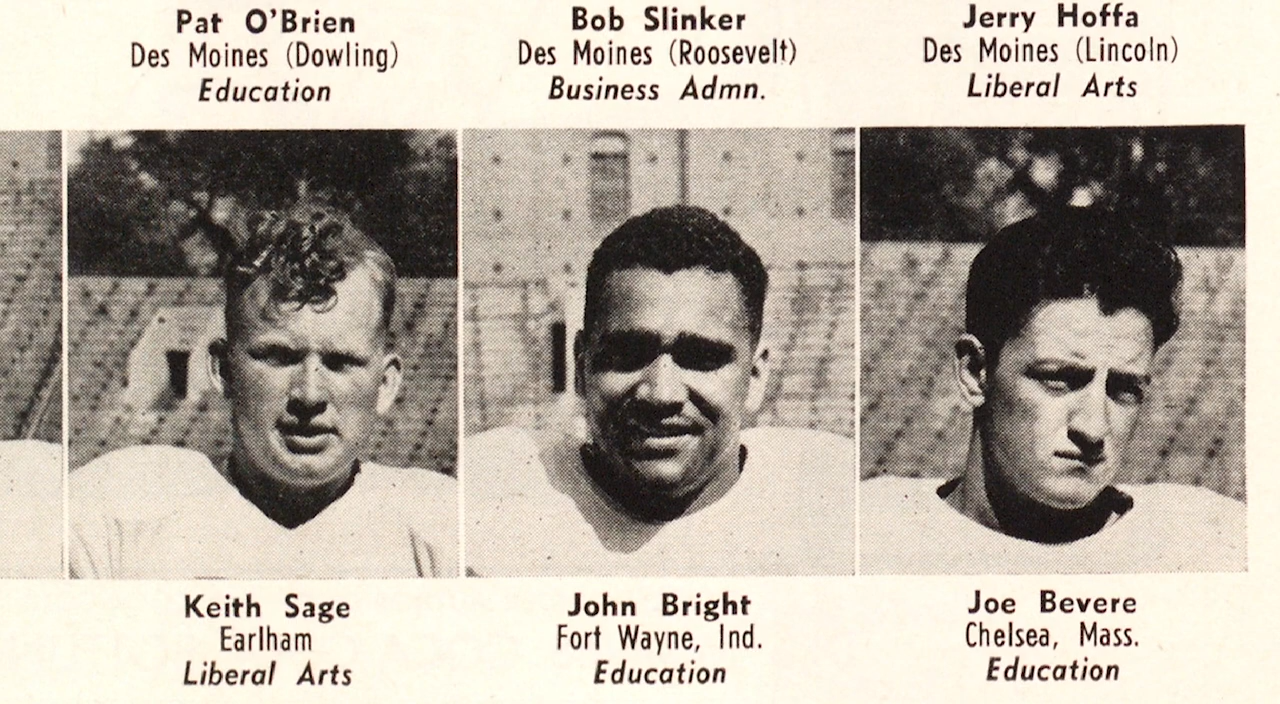 Pat O'Brien
Des Moines (Dowling)
Education
Bob Slinker
Des Moines (Roosevelt)
Business Admn.
Jerry Hoffa
Des Moines (Lincoln)
Liberal Arts
Keith Sage
Earlham
Liberal Arts
John Bright
Fort Wayne, Ind.
Education
Joe Bevere
Chelsea, Mass.
Education